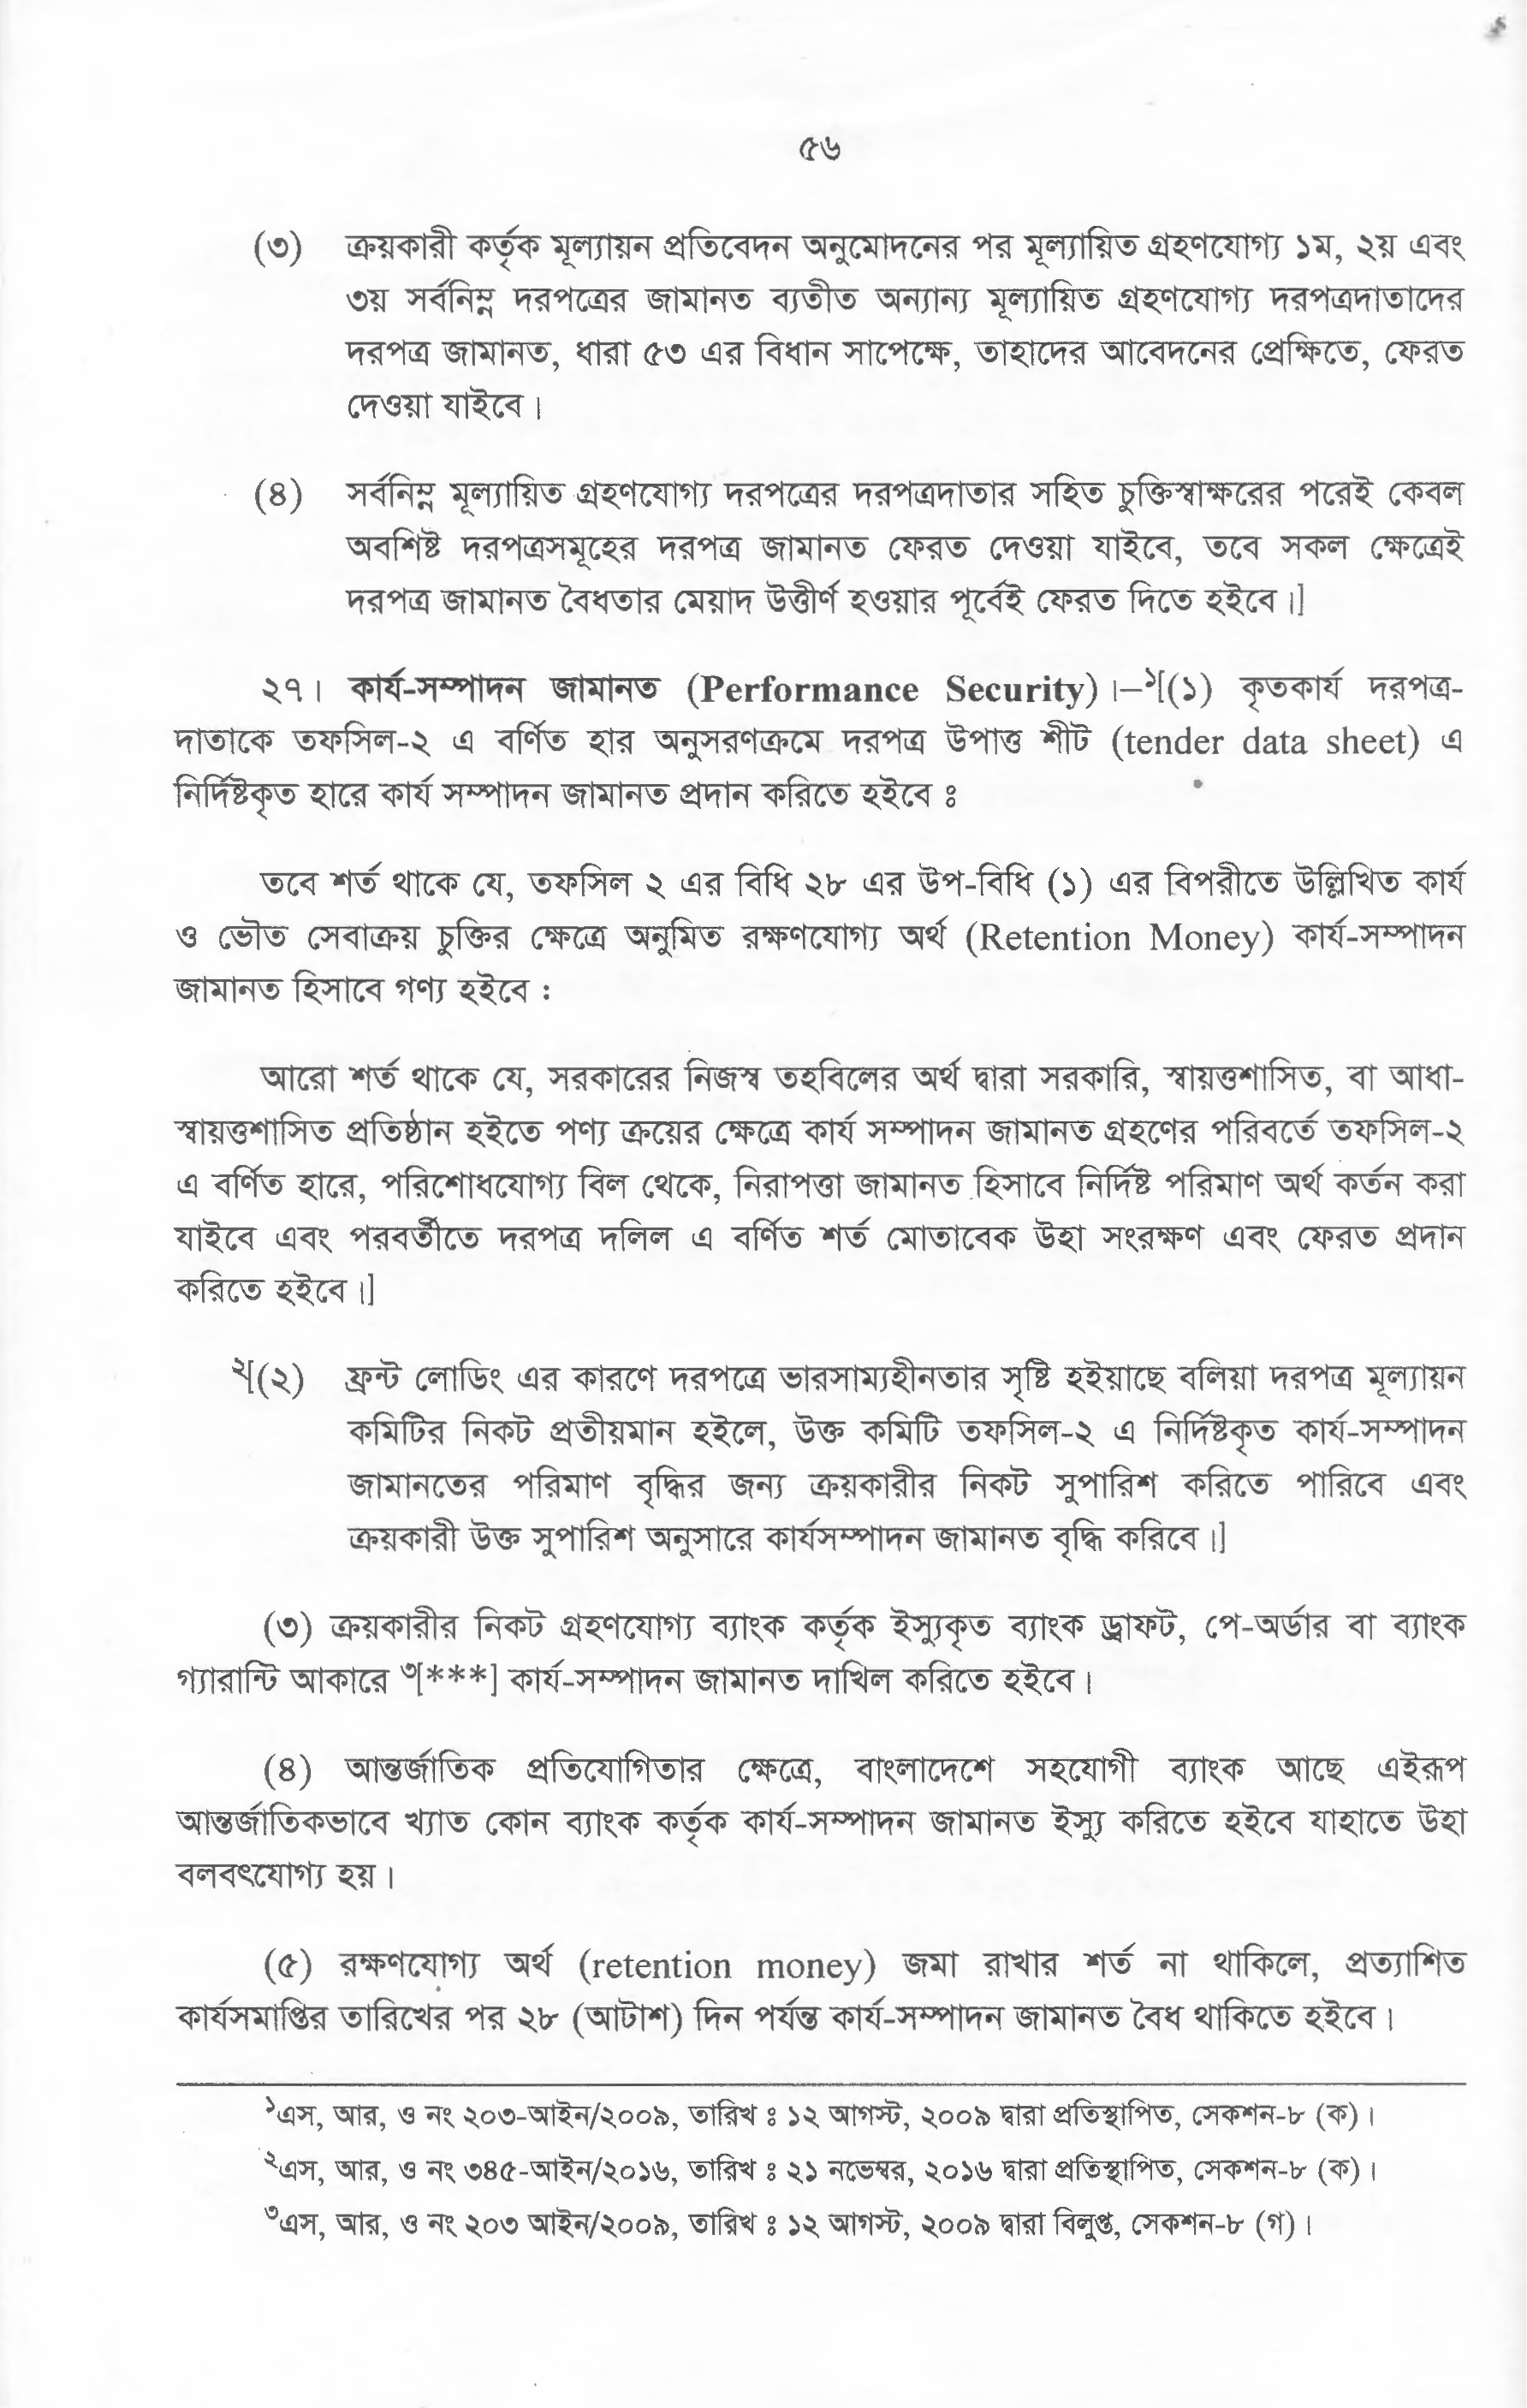 ৫৬
(৩) ক্রয়কারী কর্তৃক মূল্যায়ন প্রতিবেদন অনুমোদনের পর মূল্যায়িত গ্রহণযোগ্য ১ম, ২য় এবং
৩য় সর্বনিম্ন দরপত্রের জামানত ব্যতীত অন্যান্য মূল্যায়িত গ্রহণযোগ্য দরপত্রদাতাদের
দরপত্র জামানত, ধারা ৫৩ এর বিধান সাপেক্ষে, তাহাদের আবেদনের প্রেক্ষিতে, ফেরত
দেওয়া যাইবে।
(৪) সর্বনিম্ন মূল্যায়িত গ্রহণযোগ্য দরপত্রের দরপত্রদাতার সহিত চুক্তিস্বাক্ষরের পরেই কেবল
অবশিষ্ট দরপত্রসমূহের দরপত্র জামানত ফেরত দেওয়া যাইবে, তবে সকল ক্ষেত্রেই
দরপত্র জামানত বৈধতার মেয়াদ উত্তীর্ণ হওয়ার পূর্বেই ফেরত দিতে হইবে।]
২৭। কার্য-সম্পাদন জামানত (Performance Security)।–১[(১) কৃতকার্য দরপত্র-
দাতাকে তফসিল-২ এ বর্ণিত হার অনুসরণক্রমে দরপত্র উপাত্ত শীট (tender data sheet) এ
নির্দিষ্টকৃত হারে কার্য সম্পাদন জামানত প্রদান করিতে হইবে ঃ
তবে শর্ত থাকে যে, তফসিল ২ এর বিধি ২৮ এর উপ-বিধি (১) এর বিপরীতে উল্লিখিত কার্য
ও ভৌত সেবাক্রয় চুক্তির ক্ষেত্রে অনুমিত রক্ষণযোগ্য অর্থ (Retention Money) কার্য-সম্পাদন
জামানত হিসাবে গণ্য হইবে :
আরো শর্ত থাকে যে, সরকারের নিজস্ব তহবিলের অর্থ দ্বারা সরকারি, স্বায়ত্তশাসিত, বা আধা-
স্বায়ত্তশাসিত প্রতিষ্ঠান হইতে পণ্য ক্রয়ের ক্ষেত্রে কার্য সম্পাদন জামানত গ্রহণের পরিবর্তে তফসিল-২
এ বর্ণিত হারে, পরিশোধযোগ্য বিল থেকে, নিরাপত্তা জামানত হিসাবে নির্দিষ্ট পরিমাণ অর্থ কর্তন করা
যাইবে এবং পরবর্তীতে দরপত্র দলিল এ বর্ণিত শর্ত মোতাবেক উহা সংরক্ষণ এবং ফেরত প্রদান
করিতে হইবে।]
২[(২) ফ্রন্ট লোডিং এর কারণে দরপত্রে ভারসাম্যহীনতার সৃষ্টি হইয়াছে বলিয়া দরপত্র মূল্যায়ন
কমিটির নিকট প্রতীয়মান হইলে, উক্ত কমিটি তফসিল-২ এ নির্দিষ্টকৃত কার্য-সম্পাদন
জামানতের পরিমাণ বৃদ্ধির জন্য ক্রয়কারীর নিকট সুপারিশ করিতে পারিবে এবং
ক্রয়কারী উক্ত সুপারিশ অনুসারে কার্যসম্পাদন জামানত বৃদ্ধি করিবে।]
(৩) ক্রয়কারীর নিকট গ্রহণযোগ্য ব্যাংক কর্তৃক ইস্যুকৃত ব্যাংক ড্রাফট, পে-অর্ডার বা ব্যাংক
গ্যারান্টি আকারে ৩[***] কার্য-সম্পাদন জামানত দাখিল করিতে হইবে।
(৪) আন্তর্জাতিক প্রতিযোগিতার ক্ষেত্রে, বাংলাদেশে সহযোগী ব্যাংক আছে এইরূপ
আন্তর্জাতিকভাবে খ্যাত কোন ব্যাংক কর্তৃক কার্য-সম্পাদন জামানত ইস্যু করিতে হইবে যাহাতে উহা
বলবৎযোগ্য হয়।
(৫) রক্ষণযোগ্য অর্থ (retention money) জমা রাখার শর্ত না থাকিলে, প্রত্যাশিত
কার্যসমাপ্তির তারিখের পর ২৮ (আটাশ) দিন পর্যন্ত কার্য-সম্পাদন জামানত বৈধ থাকিতে হইবে।
১এস, আর, ও নং ২০৩-আইন/২০০৯, তারিখ ঃ ১২ আগস্ট, ২০০৯ দ্বারা প্রতিস্থাপিত, সেকশন-৮ (ক)।
২এস, আর, ও নং ৩৪৫-আইন/২০১৬, তারিখ ঃ ২১ নভেম্বর, ২০১৬ দ্বারা প্রতিস্থাপিত, সেকশন-৮ (ক)।
৩এস, আর, ও নং ২০৩ আইন/২০০৯, তারিখ ঃ ১২ আগস্ট, ২০০৯ দ্বারা বিলুপ্ত, সেকশন-৮ (গ)।